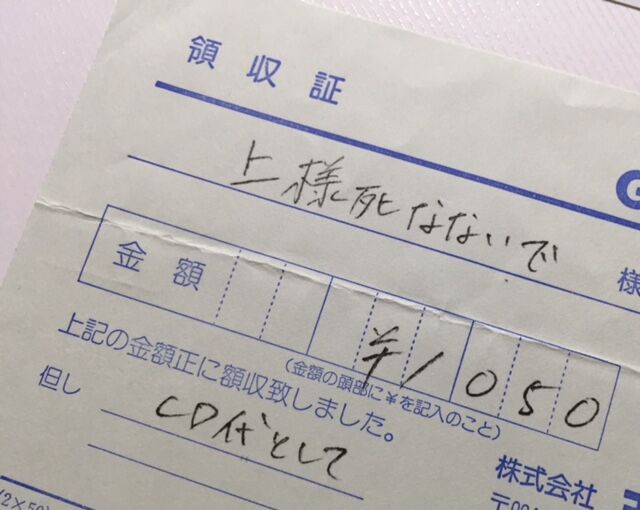 領収証
G
上様死なないで 様
金額 ¥1050
(金額の頭部に¥を記入のこと)
上記の金額正に領収致しました。
但し CD代として
株式会社